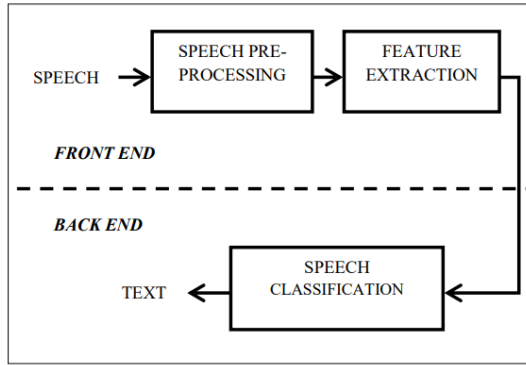 SPEECH PRE-
PROCESSING
FEATURE
EXTRACTION
SPEECH
FRONT END
BACK END
SPEECH
CLASSIFICATION
TEXT